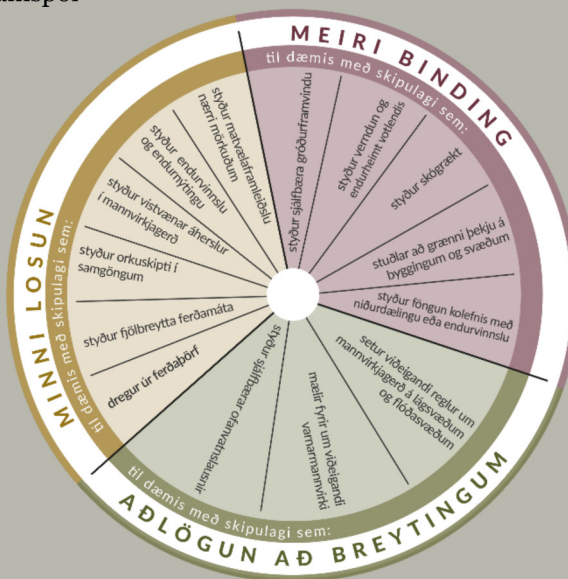 MEIRI BINDING
til dæmis með skipulagi sem:
styður sjálfbæra gróðurframvindu
styður verndun og
endurheimt votlendis
styður skógrækt
stuðlar að grænni þekju á
byggingum og svæðum
styður föngun kolefnis með
niðurdælingu eða endurvinnslu
AÐLÖGUN AÐ BREYTINGUM
til dæmis með skipulagi sem:
setur viðeigandi reglur um
mannvirkjagerð á lágsvæðum
og flóðasvæðum
mælir fyrir um viðeigandi
varnarmannvirki
styður sjálfbærar ofanvatnslausnir
MINNI LOSUN
til dæmis með skipulagi sem:
dregur úr ferðaþörf
styður fjölbreytta ferðamáta
styður orkuskipti í
samgöngum
styður vistvænar áherslur
í mannvirkjagerð
styður endurvinnslu
og endurnýtingu
styður matvælaframleiðslu
nærri mörkuðum